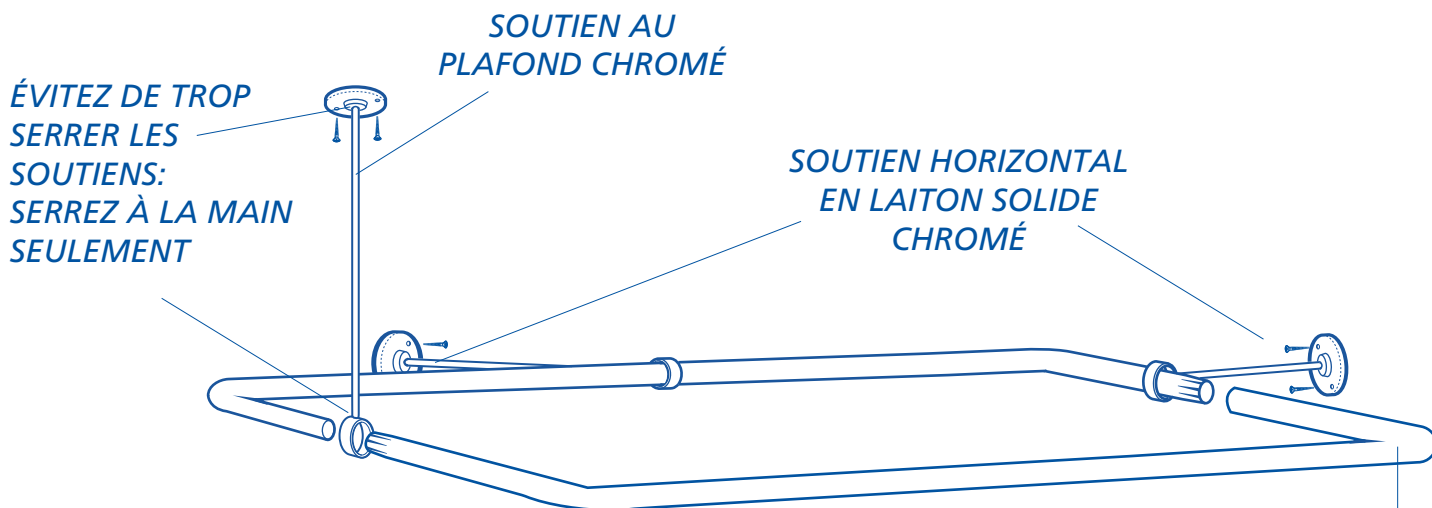 SOUTIEN AU
PLAFOND CHROMÉ
ÉVITEZ DE TROP
SERRER LES
SOUTIENS:
SERREZ À LA MAIN
SEULEMENT
SOUTIEN HORIZONTAL
EN LAITON SOLIDE
CHROMÉ